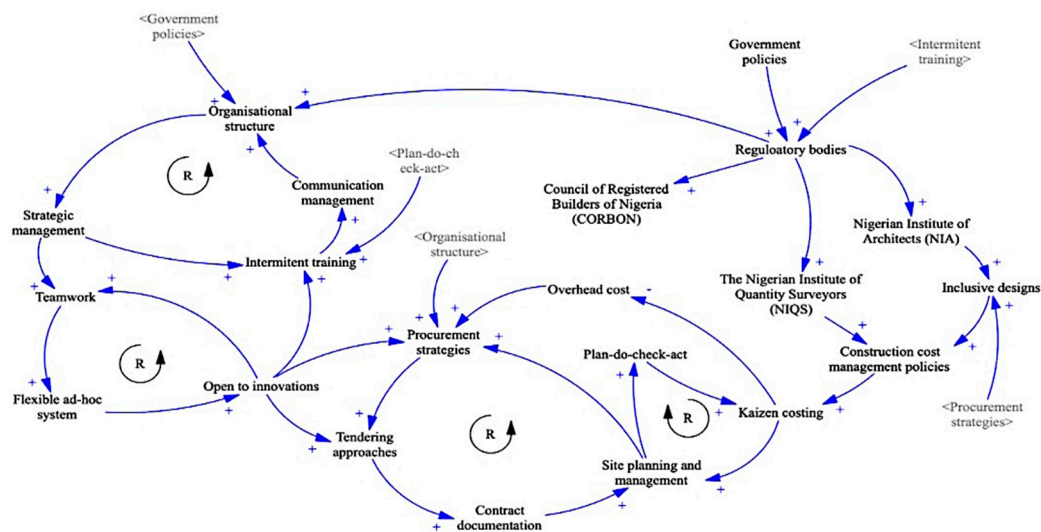 <Government
policies>
Government
policies
<Intermitent
training>
Organisational
structure
Reguloatory bodies
<Plan-do-ch
eck-act>
R
Communication
management
Council of Registered
Builders of Nigeria
(CORBON)
Strategic
management
Nigerian Institute of
Architects (NIA)
<Organisational
structure>
Intermitent training
The Nigerian Institute of
Quantity Surveyors
(NIQS)
Inclusive designs
Teamwork
Overhead cost
Procurement
strategies
Plan-do-check-act
Construction cost
management policies
R
Open to innovations
Flexible ad-hoc
system
Kaizen costing
<Procurement
strategies>
R
R
Tendering
approaches
Site planning and
management
Contract
documentation